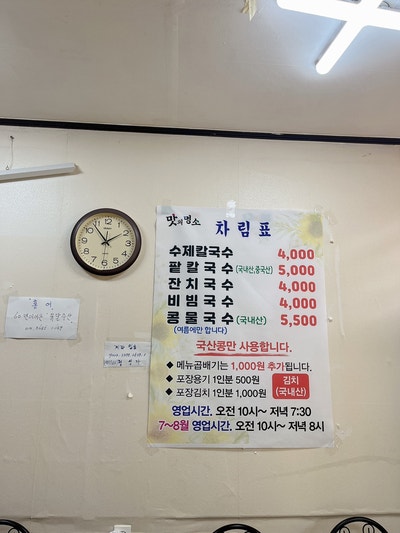 맛의명소 차림표
수제칼국수 4,000
팥칼국수 (국내산,중국산) 5,000
잔치국수 4,000
비빔국수 4,000
콩물국수 (국내산) 5,500
(여름에만 합니다)
국산콩만 사용합니다.
◆ 메뉴곱배기는 1,000원 추가됩니다.
◆ 포장용기 1인분 500원
◆ 포장김치 1인분 1,000원
김치
(국내산)
영업시간. 오전 10시~ 저녁 7:30
7~8월 영업시간. 오전 10시~ 저녁 8시